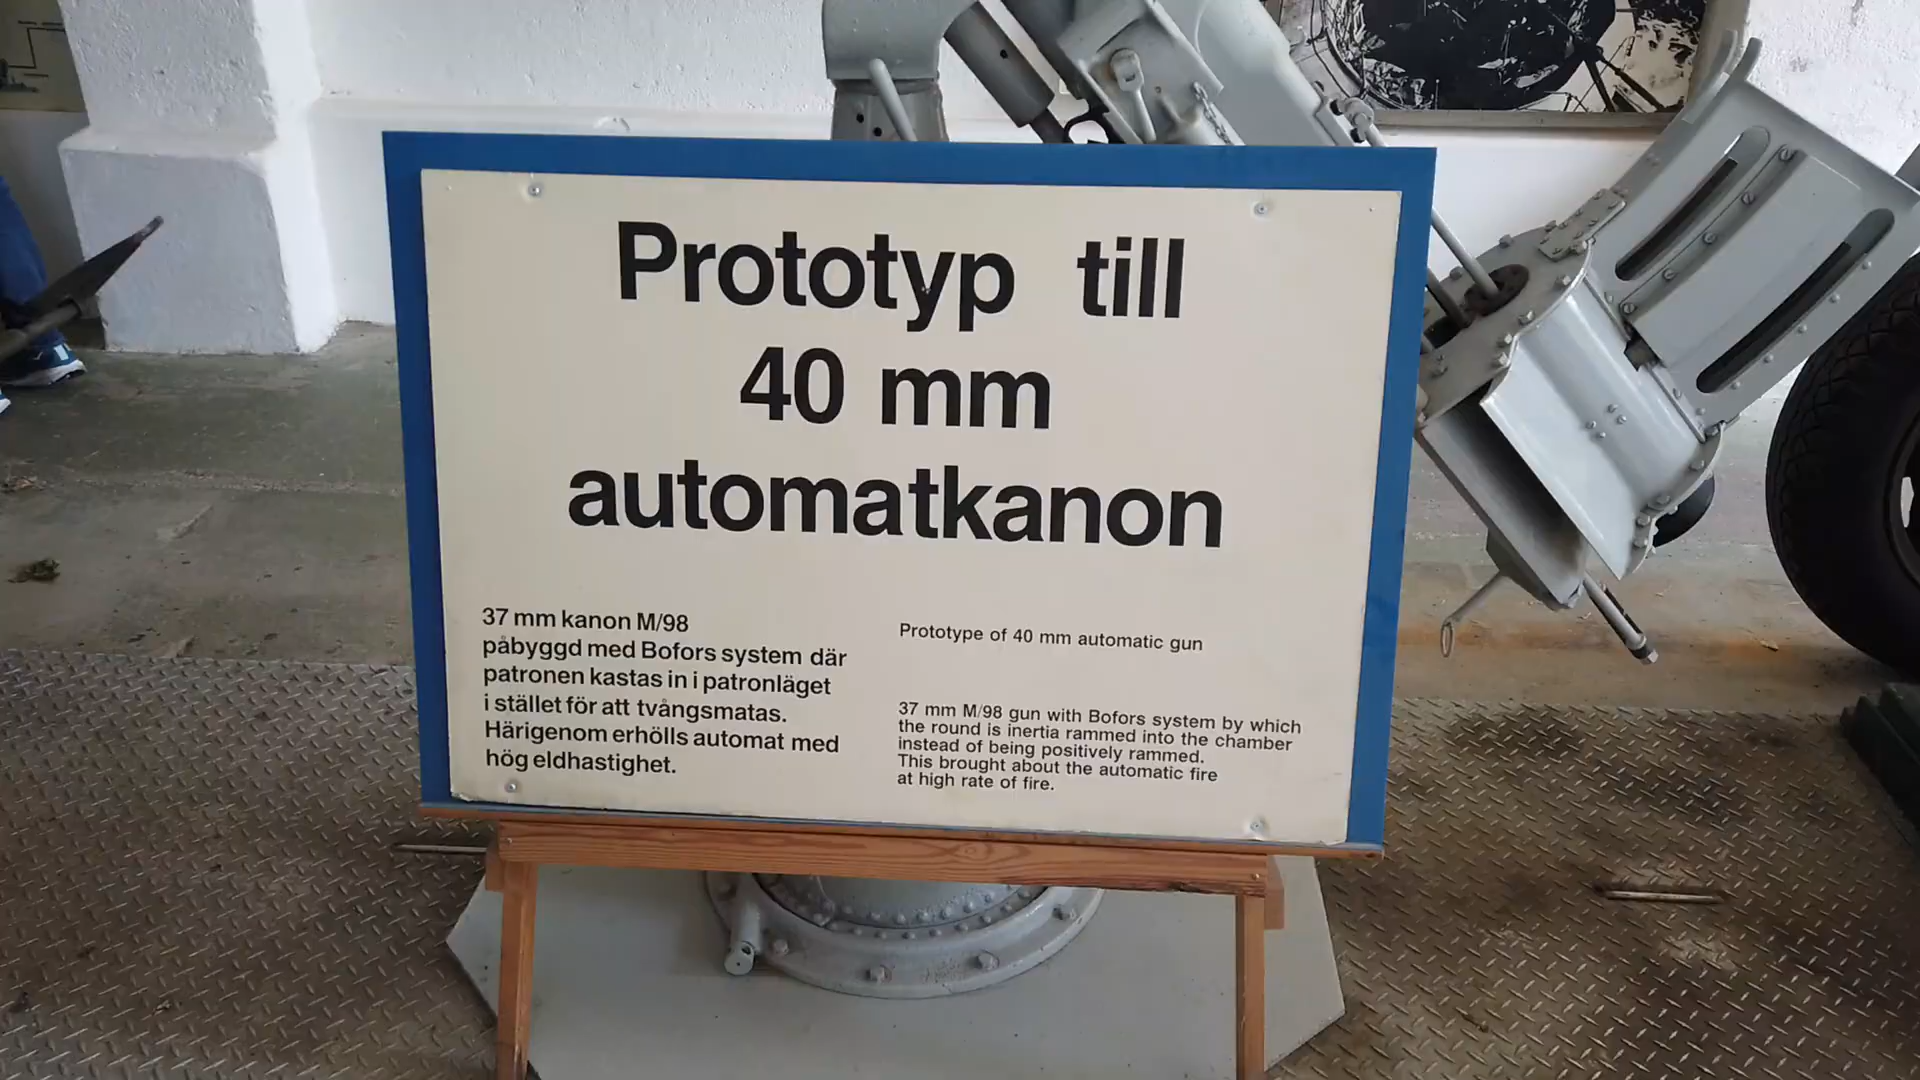 Prototyp till
40 mm
automatkanon
37 mm kanon M/98
påbyggd med Bofors system där
patronen kastas in i patronläget
i stället för att tvångsmatas.
Härigenom erhölls automat med
hög eldhastighet.
Prototype of 40 mm automatic gun
37 mm M/98 gun with Bofors system by which
the round is inertia rammed into the chamber
instead of being positively rammed.
This brought about the automatic fire
at high rate of fire.